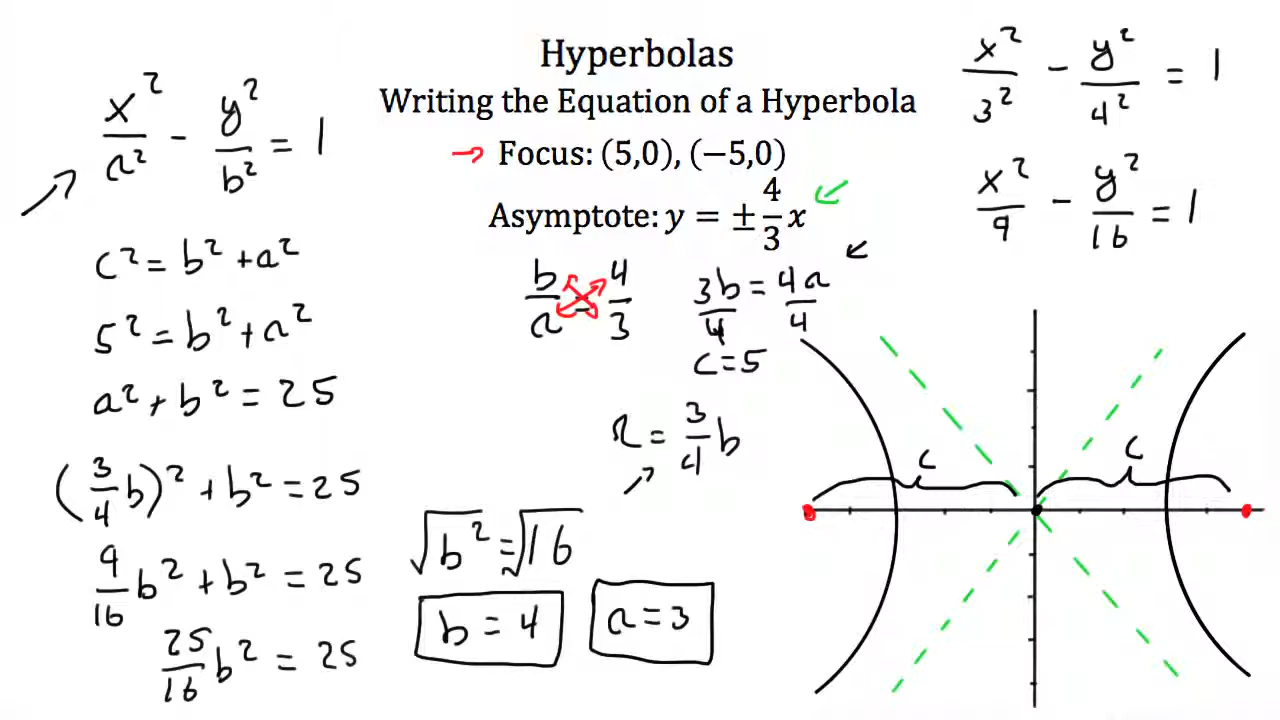 Hyperbolas
Writing the Equation of a Hyperbola
Focus: (5,0), (−5,0)
Asymptote: y = ± 4/3 x
x²/a² - y²/b² = 1
c² = b² + a²
5² = b² + a²
a² + b² = 25
(3/4 b)² + b² = 25
9/16 b² + b² = 25
25/16 b² = 25
b/a = 4/3
3b/4 = 4a/4
c = 5
a = 3/4 b
√b² = √16
b = 4
a = 3
x²/3² - y²/4² = 1
x²/9 - y²/16 = 1
c
c